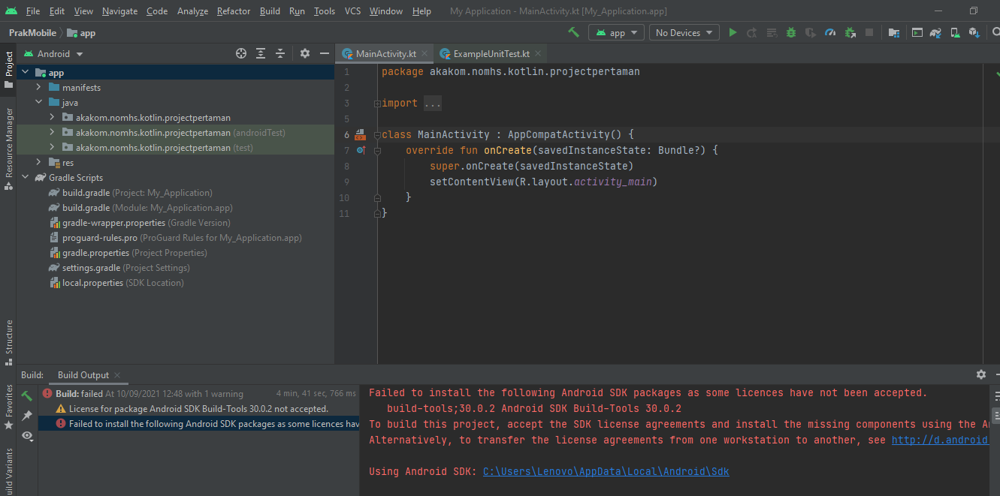 File Edit View Navigate Code Analyze Refactor Build Run Tools VCS Window Help My Application - MainActivity.kt [My_Application.app]
PrakMobile app
app No Devices
Project
Resource Manager
Structure
Favorites
Build Variants
Android
app
manifests
java
akakom.nomhs.kotlin.projectpertaman
akakom.nomhs.kotlin.projectpertaman (androidTest)
akakom.nomhs.kotlin.projectpertaman (test)
res
Gradle Scripts
build.gradle (Project: My_Application)
build.gradle (Module: My_Application.app)
gradle-wrapper.properties (Gradle Version)
proguard-rules.pro (ProGuard Rules for My_Application.app)
gradle.properties (Project Properties)
settings.gradle (Project Settings)
local.properties (SDK Location)
MainActivity.kt ExampleUnitTest.kt
1 package akakom.nomhs.kotlin.projectpertaman
2
3 import ...
5
6 class MainActivity : AppCompatActivity() {
7 override fun onCreate(savedInstanceState: Bundle?) {
8 super.onCreate(savedInstanceState)
9 setContentView(R.layout.activity_main)
10 }
11 }
Build: Build Output
Build: failed At 10/09/2021 12:48 with 1 warning 4 min, 41 sec, 766 ms
License for package Android SDK Build-Tools 30.0.2 not accepted.
Failed to install the following Android SDK packages as some licences hav
Failed to install the following Android SDK packages as some licences have not been accepted.
build-tools;30.0.2 Android SDK Build-Tools 30.0.2
To build this project, accept the SDK license agreements and install the missing components using the A
Alternatively, to transfer the license agreements from one workstation to another, see http://d.android.
Using Android SDK: C:\Users\Lenovo\AppData\Local\Android\Sdk